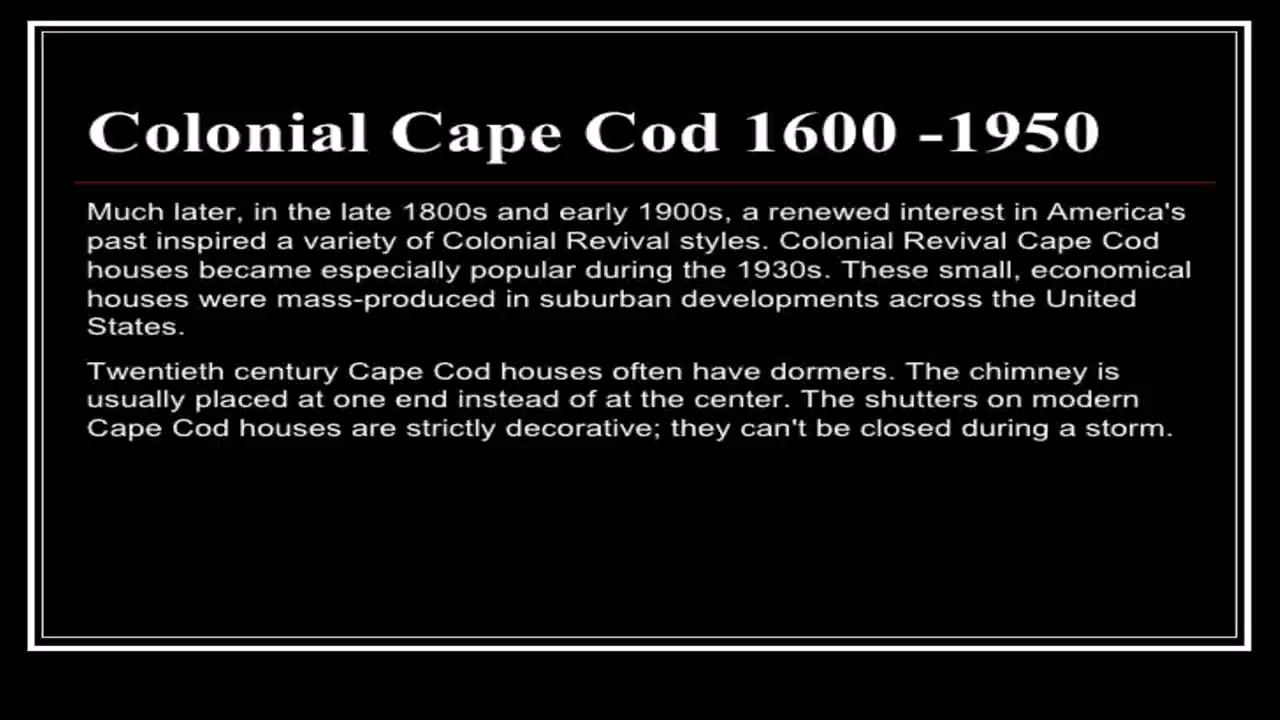 Colonial Cape Cod 1600 -1950
Much later, in the late 1800s and early 1900s, a renewed interest in America's
past inspired a variety of Colonial Revival styles. Colonial Revival Cape Cod
houses became especially popular during the 1930s. These small, economical
houses were mass-produced in suburban developments across the United
States.
Twentieth century Cape Cod houses often have dormers. The chimney is
usually placed at one end instead of at the center. The shutters on modern
Cape Cod houses are strictly decorative; they can't be closed during a storm.